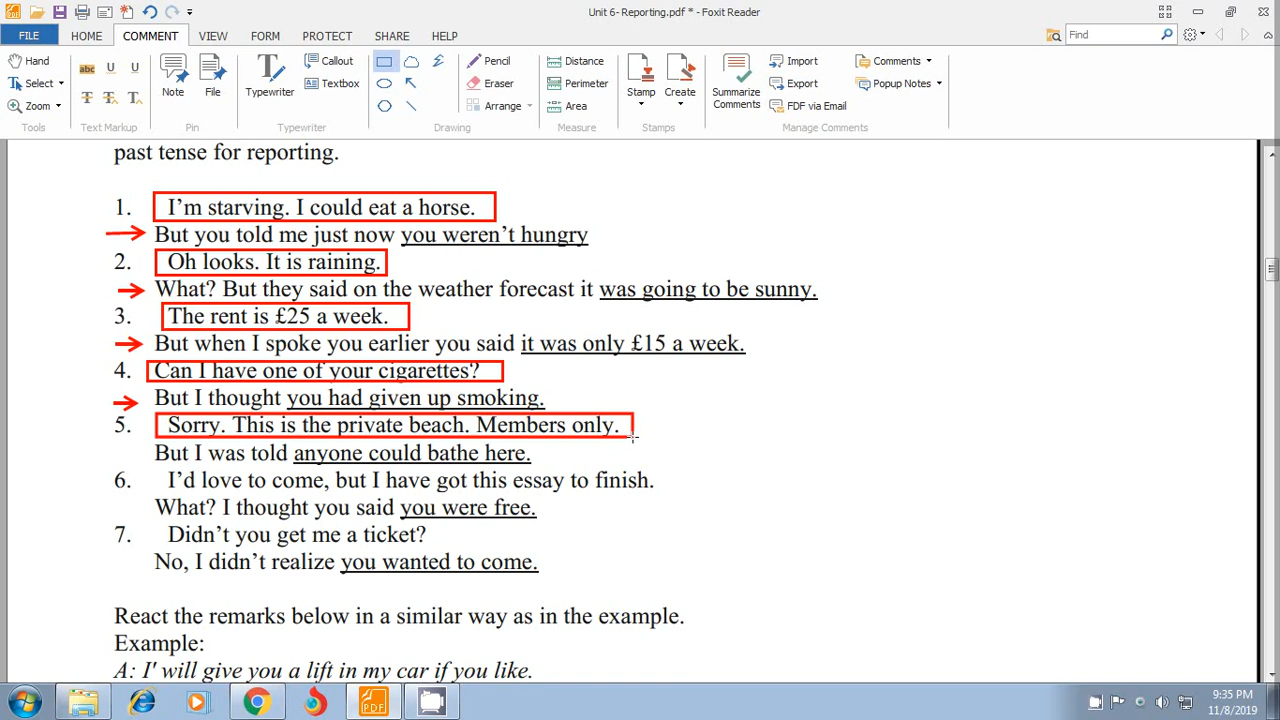 Unit 6- Reporting.pdf * - Foxit Reader
FILE HOME COMMENT VIEW FORM PROTECT SHARE HELP
Find
Hand
Select
Zoom
Tools
abc U U
T T T
Text Markup
Note
File
Pin
Typewriter
Callout
Textbox
Typewriter
Pencil
Eraser
Arrange
Drawing
Distance
Perimeter
Area
Measure
Stamp
Create
Stamps
Summarize
Comments
Import
Export
FDF via Email
Comments
Popup Notes
Manage Comments
past tense for reporting.
1. I'm starving. I could eat a horse.
But you told me just now you weren't hungry
2. Oh looks. It is raining.
What? But they said on the weather forecast it was going to be sunny.
3. The rent is £25 a week.
But when I spoke you earlier you said it was only £15 a week.
4. Can I have one of your cigarettes?
But I thought you had given up smoking.
5. Sorry. This is the private beach. Members only.
But I was told anyone could bathe here.
6. I'd love to come, but I have got this essay to finish.
What? I thought you said you were free.
7. Didn't you get me a ticket?
No, I didn't realize you wanted to come.
React the remarks below in a similar way as in the example.
Example:
A: I' will give you a lift in my car if you like.
PDF
9:35 PM
11/8/2019